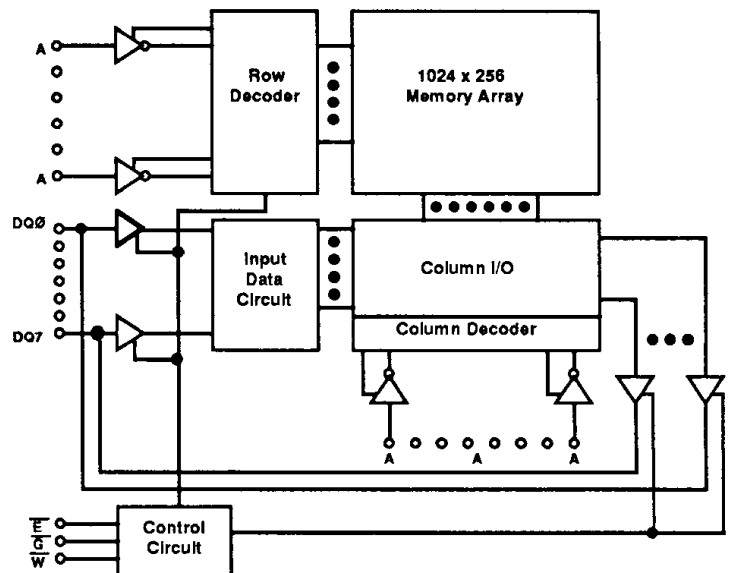 A
Row
Decoder
1024 x 256
Memory Array
A
DQØ
Input
Data
Circuit
Column I/O
DQ7
Column Decoder
A
A
A
E̅
G̅
W̅
Control
Circuit